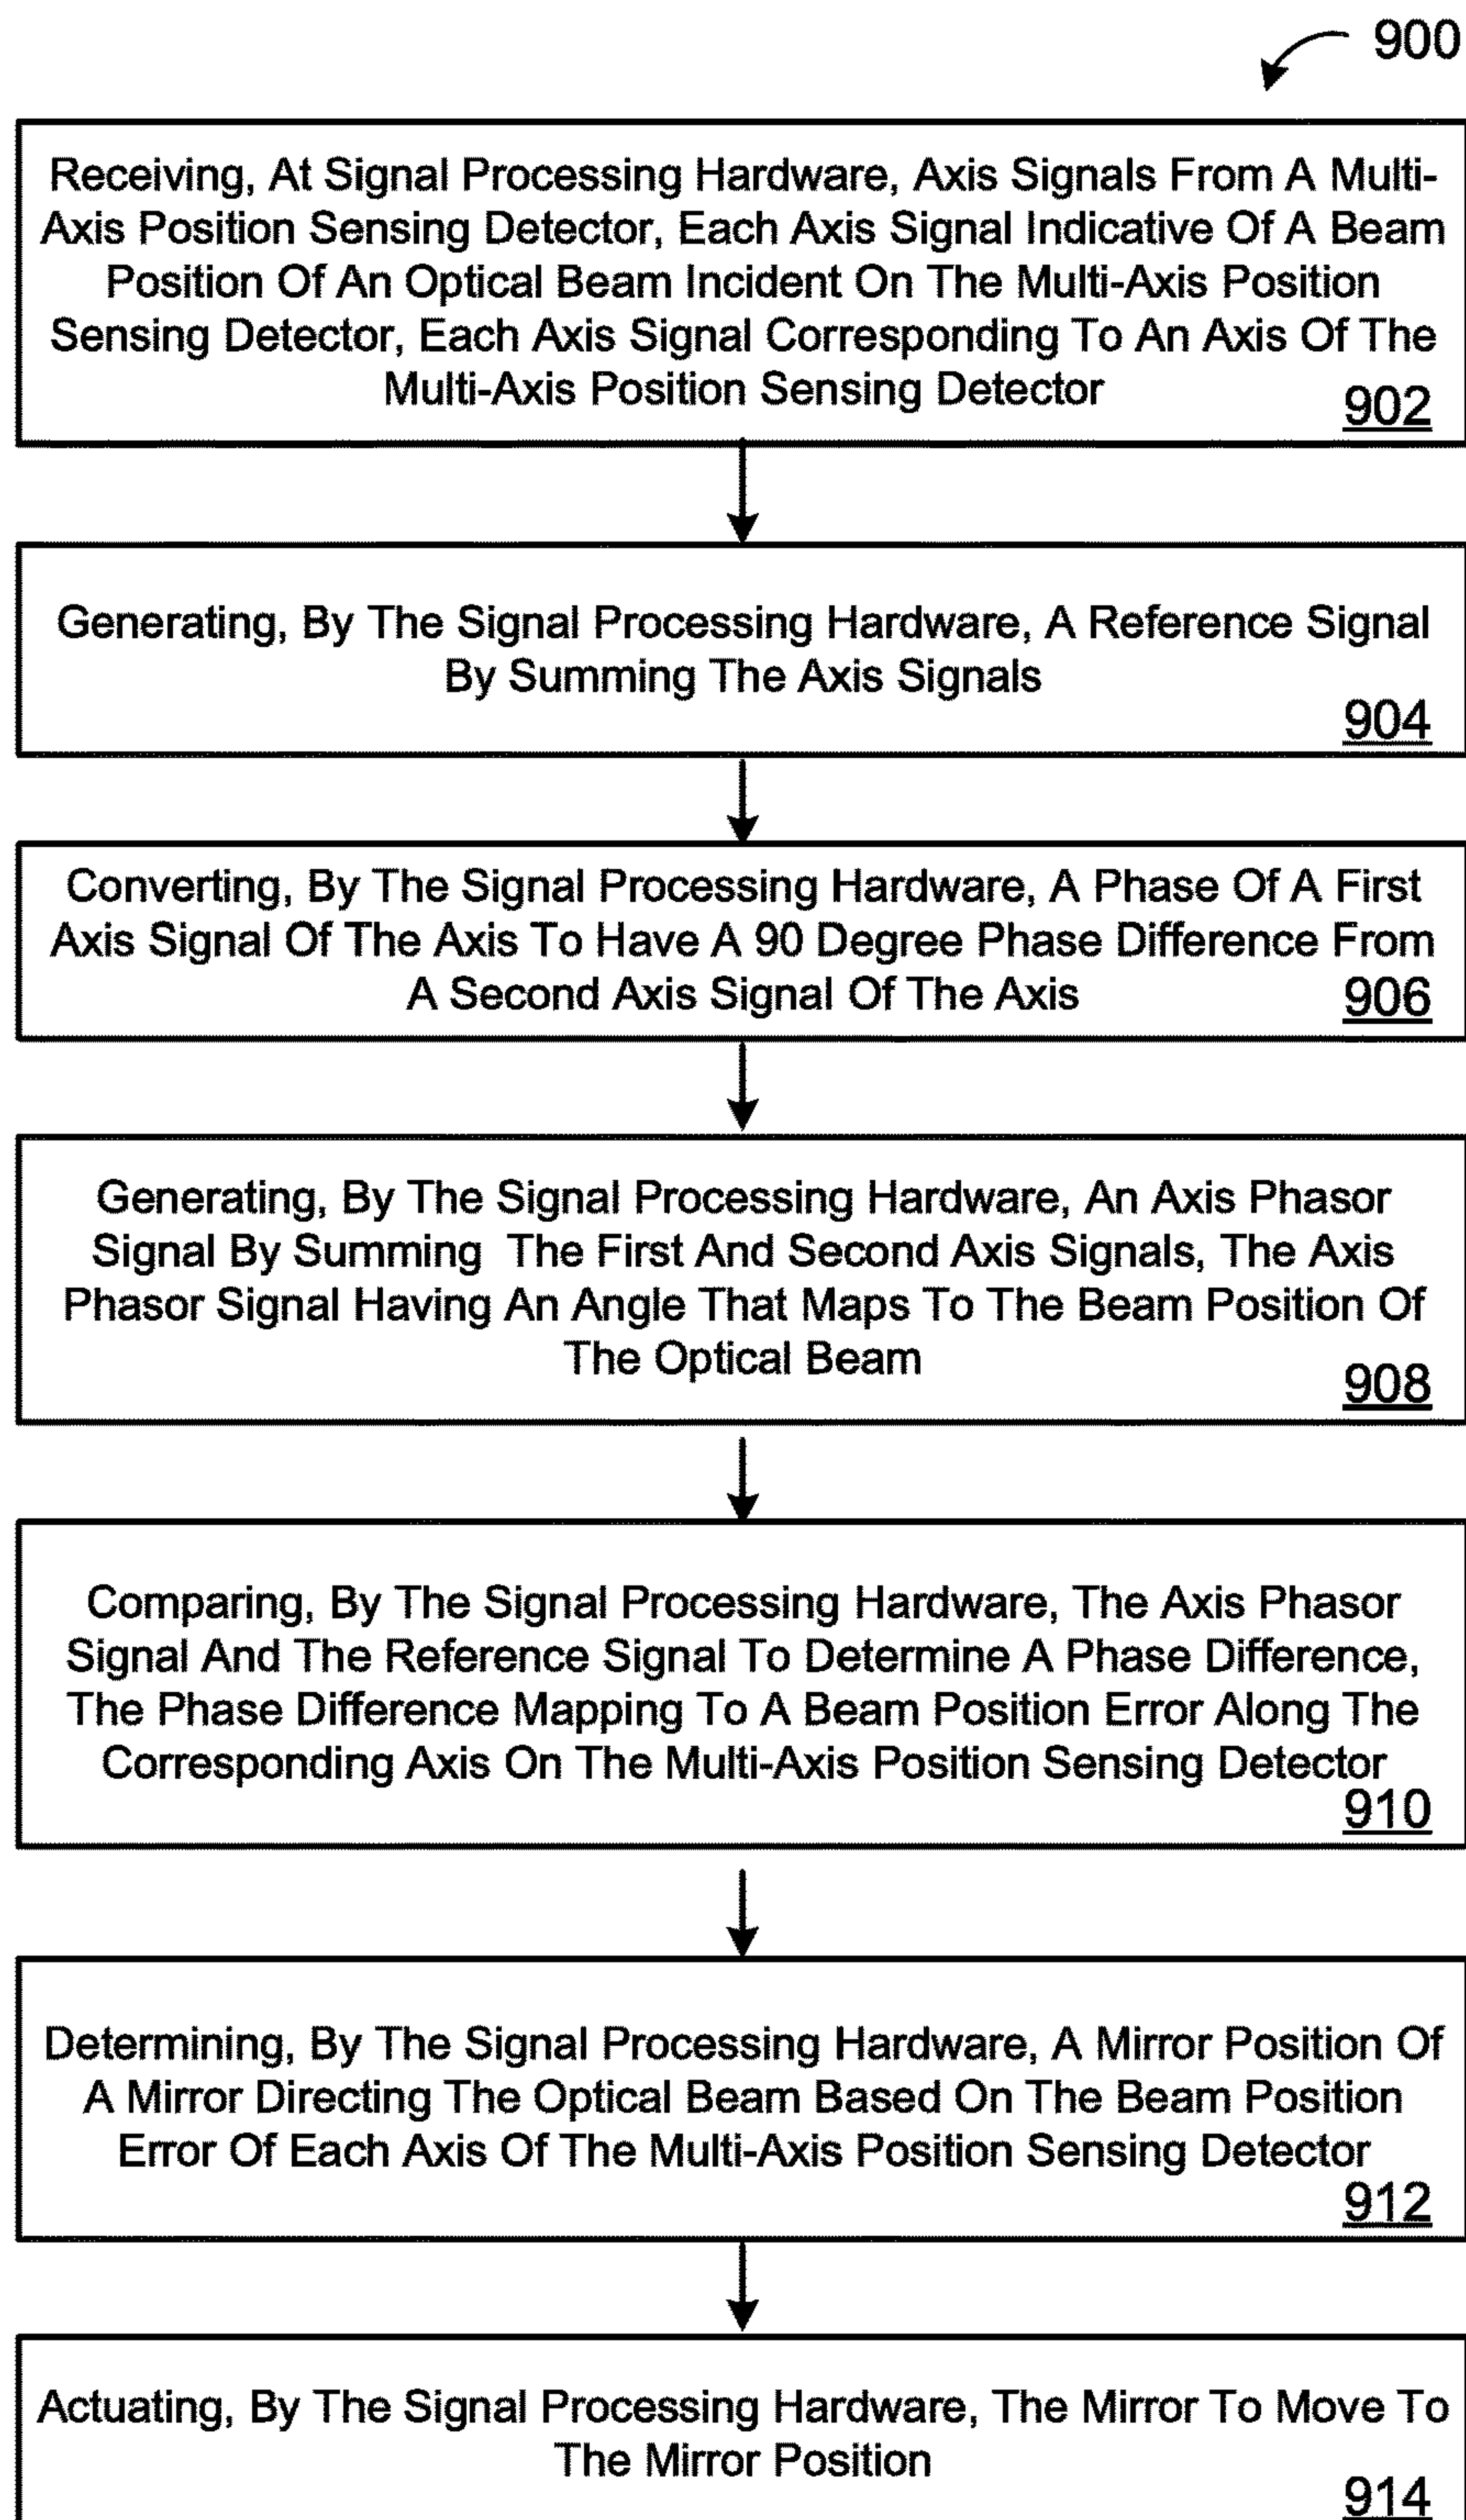 900
Receiving, At Signal Processing Hardware, Axis Signals From A Multi-
Axis Position Sensing Detector, Each Axis Signal Indicative Of A Beam
Position Of An Optical Beam Incident On The Multi-Axis Position
Sensing Detector, Each Axis Signal Corresponding To An Axis Of The
Multi-Axis Position Sensing Detector
902
Generating, By The Signal Processing Hardware, A Reference Signal
By Summing The Axis Signals
904
Converting, By The Signal Processing Hardware, A Phase Of A First
Axis Signal Of The Axis To Have A 90 Degree Phase Difference From
A Second Axis Signal Of The Axis
906
Generating, By The Signal Processing Hardware, An Axis Phasor
Signal By Summing The First And Second Axis Signals, The Axis
Phasor Signal Having An Angle That Maps To The Beam Position Of
The Optical Beam
908
Comparing, By The Signal Processing Hardware, The Axis Phasor
Signal And The Reference Signal To Determine A Phase Difference,
The Phase Difference Mapping To A Beam Position Error Along The
Corresponding Axis On The Multi-Axis Position Sensing Detector
910
Determining, By The Signal Processing Hardware, A Mirror Position Of
A Mirror Directing The Optical Beam Based On The Beam Position
Error Of Each Axis Of The Multi-Axis Position Sensing Detector
912
Actuating, By The Signal Processing Hardware, The Mirror To Move To
The Mirror Position
914